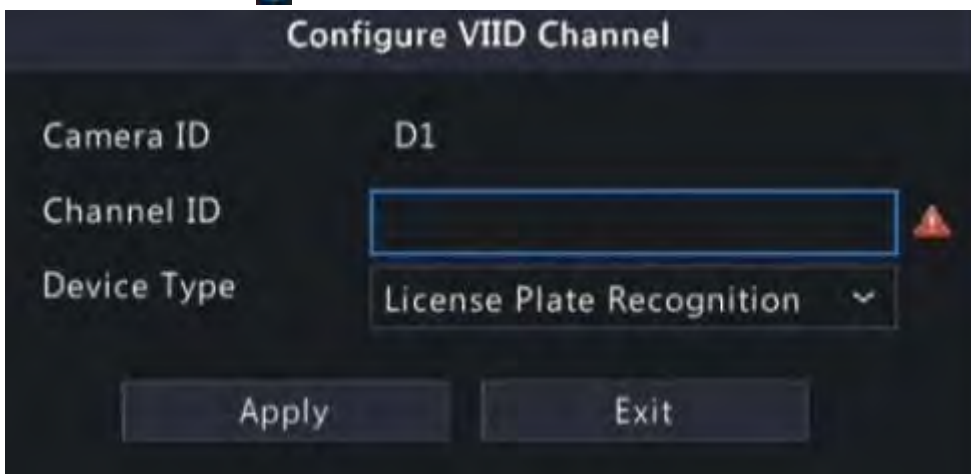 Configure VIID Channel
Camera ID D1
Channel ID
Device Type License Plate Recognition
Apply Exit